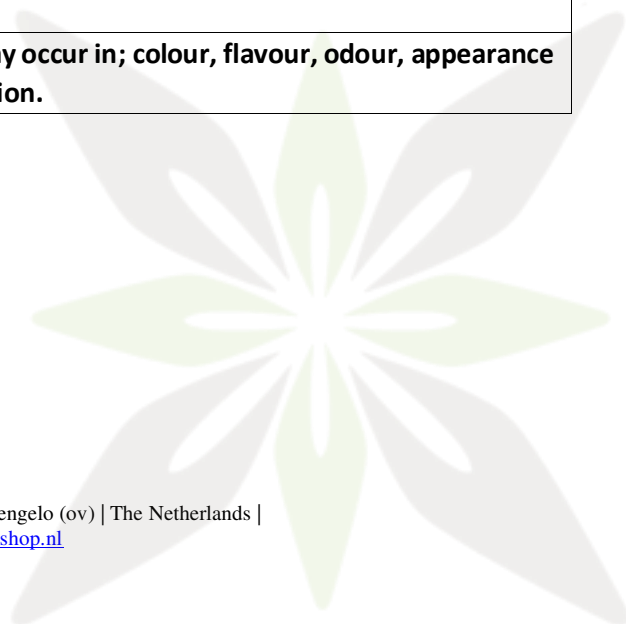 y occur in; colour, flavour, odour, appearance
ion.
engelo (ov) | The Netherlands |
shop.nl